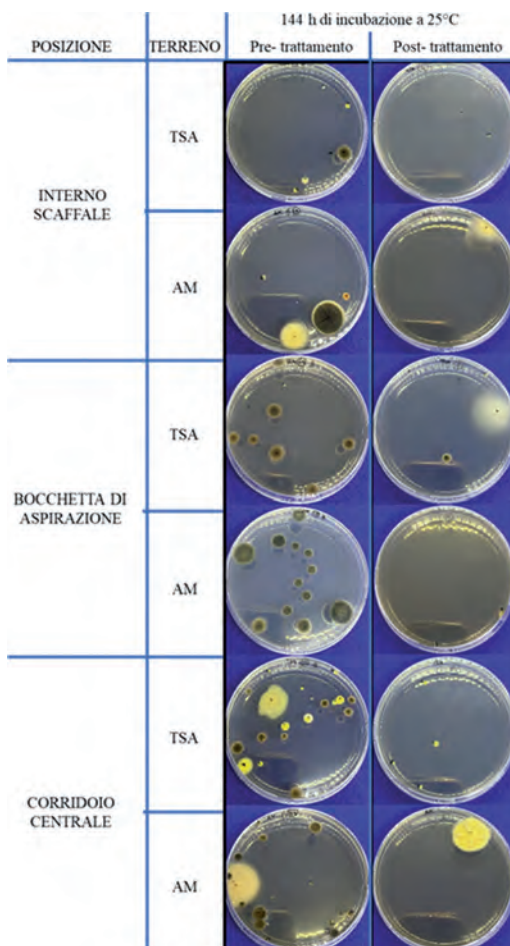 144 h di incubazione a 25°C
POSIZIONE
TERRENO
Pre- trattamento
Post- trattamento
INTERNO
SCAFFALE
TSA
AM
BOCCHETTA DI
ASPIRAZIONE
TSA
AM
CORRIDOIO
CENTRALE
TSA
AM